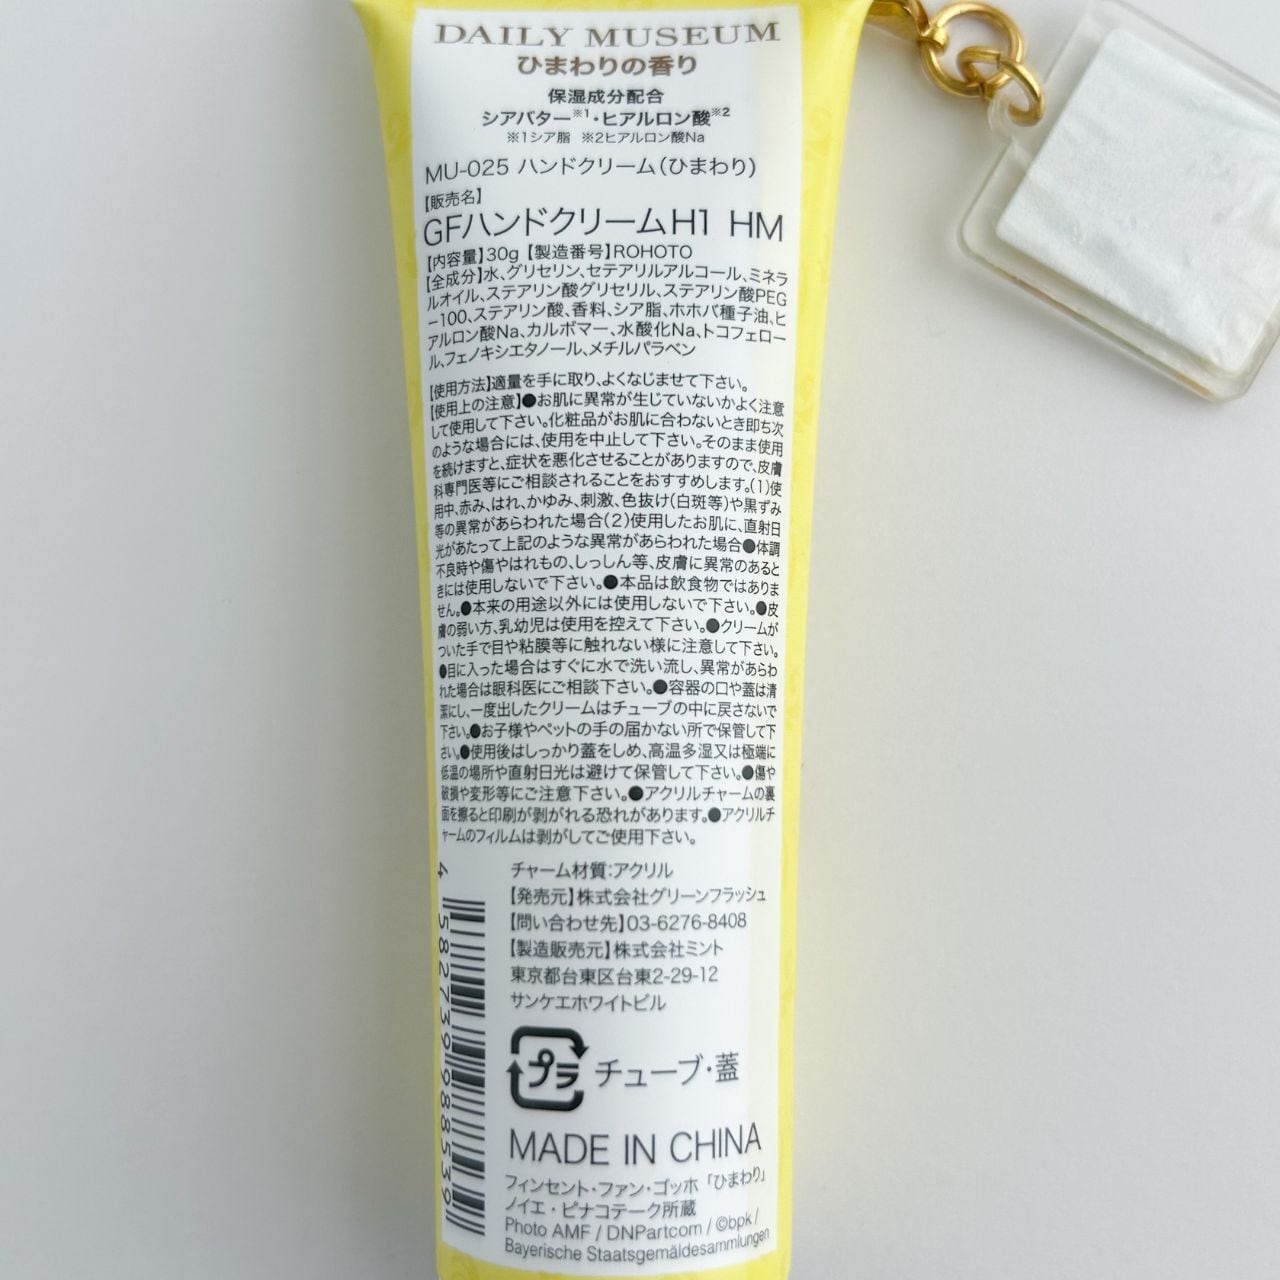 DAILY MUSEUM
ひまわりの香り
保湿成分配合
シアバター※1・ヒアルロン酸※2
※1シア脂 ※2ヒアルロン酸Na
MU-025 ハンドクリーム(ひまわり)
【販売名】
GFハンドクリームH1 HM
【内容量】30g【製造番号】ROHOTO
【全成分】水、グリセリン、セテアリルアルコール、ミネラ
ルオイル、ステアリン酸グリセリル、ステアリン酸PEG
-100、ステアリン酸、香料、シア脂、ホホバ種子油、ヒ
アルロン酸Na、カルボマー、水酸化Na、トコフェロー
ル、フェノキシエタノール、メチルパラベン
【使用方法】適量を手に取り、よくなじませて下さい。
【使用上の注意】●お肌に異常が生じていないかよく注意
して使用して下さい。化粧品がお肌に合わないとき即ち次
のような場合には、使用を中止して下さい。そのまま使用
を続けますと、症状を悪化させることがありますので、皮膚
科専門医等にご相談されることをおすすめします。(1)使
用中、赤み、はれ、かゆみ、刺激、色抜け(白斑等)や黒ずみ
等の異常があらわれた場合(2)使用したお肌に、直射日
光があたって上記のような異常があらわれた場合●体調
不良時や傷やはれもの、しっしん等、皮膚に異常のあると
きには使用しないで下さい。●本品は飲食物ではありま
せん。●本来の用途以外には使用しないで下さい。●皮
膚の弱い方、乳幼児は使用を控えて下さい。●クリームが
ついた手で目や粘膜等に触れない様に注意して下さい。
●目に入った場合はすぐに水で洗い流し、異常があらわ
れた場合は眼科医にご相談下さい。●容器の口や蓋は清
潔にし、一度出したクリームはチューブの中に戻さないで
下さい。●お子様やペットの手の届かない所で保管して下
さい。●使用後はしっかり蓋をしめ、高温多湿又は極端に
低温の場所や直射日光は避けて保管して下さい。●傷や
破損や変形等にご注意下さい。●アクリルチャームの裏
面を擦ると印刷が剥がれる恐れがあります。●アクリルチ
ャームのフィルムは剥がしてご使用下さい。
チャーム材質:アクリル
【発売元】株式会社グリーンフラッシュ
【問い合わせ先】03-6276-8408
【製造販売元】株式会社ミント
東京都台東区台東2-29-12
サンケエホワイトビル
4 582739 988539
プラ チューブ・蓋
MADE IN CHINA
フィンセント・ファン・ゴッホ「ひまわり」
ノイエ・ピナコテーク所蔵
Photo AMF / DNPartcom / ©bpk /
Bayerische Staatsgemäldesammlungen